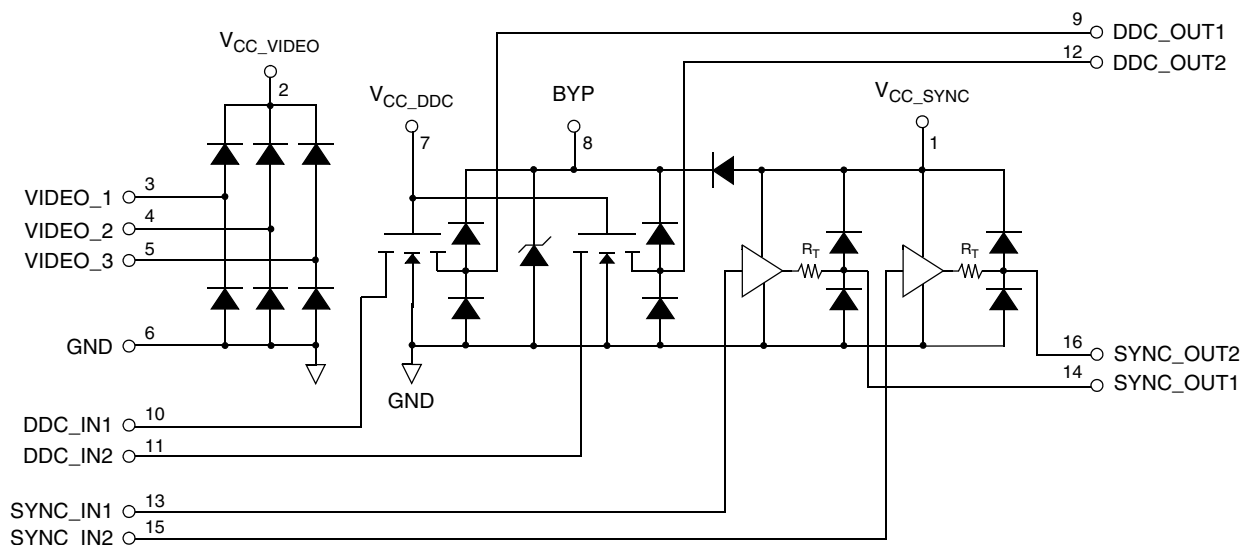 9
DDC_OUT1
12
DDC_OUT2
VCC_VIDEO
2
VCC_DDC
7
BYP
8
VCC_SYNC
1
VIDEO_1
3
VIDEO_2
4
VIDEO_3
5
RT
RT
GND
6
16
SYNC_OUT2
14
SYNC_OUT1
GND
DDC_IN1
10
DDC_IN2
11
SYNC_IN1
13
SYNC_IN2
15